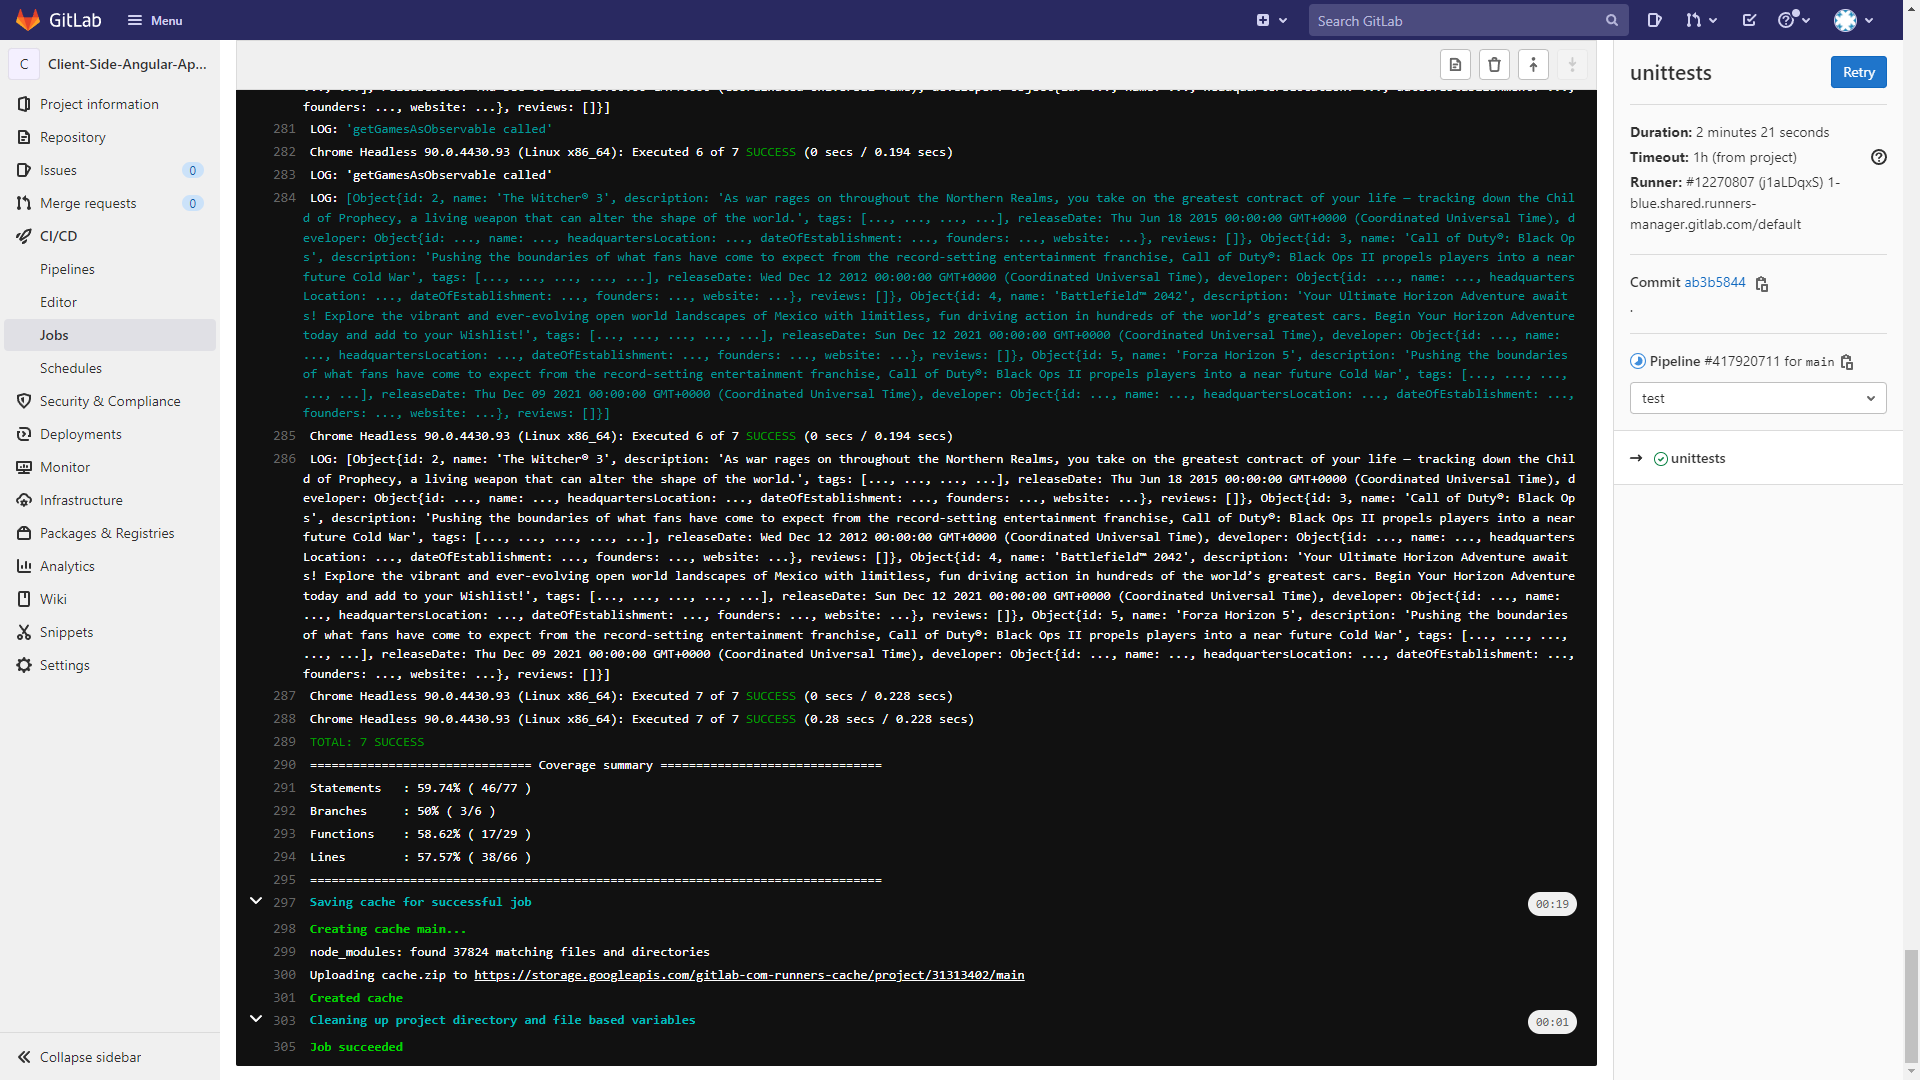 GitLab
Menu
Search GitLab
C
Client-Side-Angular-Ap...
Project information
Repository
Issues 0
Merge requests 0
CI/CD
Pipelines
Editor
Jobs
Schedules
Security & Compliance
Deployments
Monitor
Infrastructure
Packages & Registries
Analytics
Wiki
Snippets
Settings
Collapse sidebar
founders: ..., website: ...}, reviews: []}]
281 LOG: 'getGamesAsObservable called'
282 Chrome Headless 90.0.4430.93 (Linux x86_64): Executed 6 of 7 SUCCESS (0 secs / 0.194 secs)
283 LOG: 'getGamesAsObservable called'
284 LOG: [Object{id: 2, name: 'The Witcher® 3', description: 'As war rages on throughout the Northern Realms, you take on the greatest contract of your life — tracking down the Chil
d of Prophecy, a living weapon that can alter the shape of the world.', tags: [..., ..., ..., ...], releaseDate: Thu Jun 18 2015 00:00:00 GMT+0000 (Coordinated Universal Time), d
eveloper: Object{id: ..., name: ..., headquartersLocation: ..., dateOfEstablishment: ..., founders: ..., website: ...}, reviews: []}, Object{id: 3, name: 'Call of Duty®: Black Op
s', description: 'Pushing the boundaries of what fans have come to expect from the record-setting entertainment franchise, Call of Duty®: Black Ops II propels players into a near
future Cold War', tags: [..., ..., ..., ..., ...], releaseDate: Wed Dec 12 2012 00:00:00 GMT+0000 (Coordinated Universal Time), developer: Object{id: ..., name: ..., headquarters
Location: ..., dateOfEstablishment: ..., founders: ..., website: ...}, reviews: []}, Object{id: 4, name: 'Battlefield™ 2042', description: 'Your Ultimate Horizon Adventure await
s! Explore the vibrant and ever-evolving open world landscapes of Mexico with limitless, fun driving action in hundreds of the world’s greatest cars. Begin Your Horizon Adventure
today and add to your Wishlist!', tags: [..., ..., ..., ..., ...], releaseDate: Sun Dec 12 2021 00:00:00 GMT+0000 (Coordinated Universal Time), developer: Object{id: ..., name:
..., headquartersLocation: ..., dateOfEstablishment: ..., founders: ..., website: ...}, reviews: []}, Object{id: 5, name: 'Forza Horizon 5', description: 'Pushing the boundaries
of what fans have come to expect from the record-setting entertainment franchise, Call of Duty®: Black Ops II propels players into a near future Cold War', tags: [..., ..., ...,
..., ...], releaseDate: Thu Dec 09 2021 00:00:00 GMT+0000 (Coordinated Universal Time), developer: Object{id: ..., name: ..., headquartersLocation: ..., dateOfEstablishment: ...,
founders: ..., website: ...}, reviews: []}]
285 Chrome Headless 90.0.4430.93 (Linux x86_64): Executed 6 of 7 SUCCESS (0 secs / 0.194 secs)
286 LOG: [Object{id: 2, name: 'The Witcher® 3', description: 'As war rages on throughout the Northern Realms, you take on the greatest contract of your life — tracking down the Chil
d of Prophecy, a living weapon that can alter the shape of the world.', tags: [..., ..., ..., ...], releaseDate: Thu Jun 18 2015 00:00:00 GMT+0000 (Coordinated Universal Time), d
eveloper: Object{id: ..., name: ..., headquartersLocation: ..., dateOfEstablishment: ..., founders: ..., website: ...}, reviews: []}, Object{id: 3, name: 'Call of Duty®: Black Op
s', description: 'Pushing the boundaries of what fans have come to expect from the record-setting entertainment franchise, Call of Duty®: Black Ops II propels players into a near
future Cold War', tags: [..., ..., ..., ..., ...], releaseDate: Wed Dec 12 2012 00:00:00 GMT+0000 (Coordinated Universal Time), developer: Object{id: ..., name: ..., headquarters
Location: ..., dateOfEstablishment: ..., founders: ..., website: ...}, reviews: []}, Object{id: 4, name: 'Battlefield™ 2042', description: 'Your Ultimate Horizon Adventure await
s! Explore the vibrant and ever-evolving open world landscapes of Mexico with limitless, fun driving action in hundreds of the world’s greatest cars. Begin Your Horizon Adventure
today and add to your Wishlist!', tags: [..., ..., ..., ..., ...], releaseDate: Sun Dec 12 2021 00:00:00 GMT+0000 (Coordinated Universal Time), developer: Object{id: ..., name:
..., headquartersLocation: ..., dateOfEstablishment: ..., founders: ..., website: ...}, reviews: []}, Object{id: 5, name: 'Forza Horizon 5', description: 'Pushing the boundaries
of what fans have come to expect from the record-setting entertainment franchise, Call of Duty®: Black Ops II propels players into a near future Cold War', tags: [..., ..., ...,
..., ...], releaseDate: Thu Dec 09 2021 00:00:00 GMT+0000 (Coordinated Universal Time), developer: Object{id: ..., name: ..., headquartersLocation: ..., dateOfEstablishment: ...,
founders: ..., website: ...}, reviews: []}]
287 Chrome Headless 90.0.4430.93 (Linux x86_64): Executed 7 of 7 SUCCESS (0 secs / 0.228 secs)
288 Chrome Headless 90.0.4430.93 (Linux x86_64): Executed 7 of 7 SUCCESS (0.28 secs / 0.228 secs)
289 TOTAL: 7 SUCCESS
290 =============================== Coverage summary ===============================
291 Statements : 59.74% ( 46/77 )
292 Branches : 50% ( 3/6 )
293 Functions : 58.62% ( 17/29 )
294 Lines : 57.57% ( 38/66 )
295 ================================================================================
297 Saving cache for successful job 00:19
298 Creating cache main...
299 node_modules: found 37824 matching files and directories
300 Uploading cache.zip to https://storage.googleapis.com/gitlab-com-runners-cache/project/31313402/main
301 Created cache
303 Cleaning up project directory and file based variables 00:01
305 Job succeeded
unittests
Retry
Duration: 2 minutes 21 seconds
Timeout: 1h (from project)
Runner: #12270807 (j1aLDqxS) 1-
blue.shared.runners-
manager.gitlab.com/default
Commit ab3b5844
.
Pipeline #417920711 for main
test
→ unittests